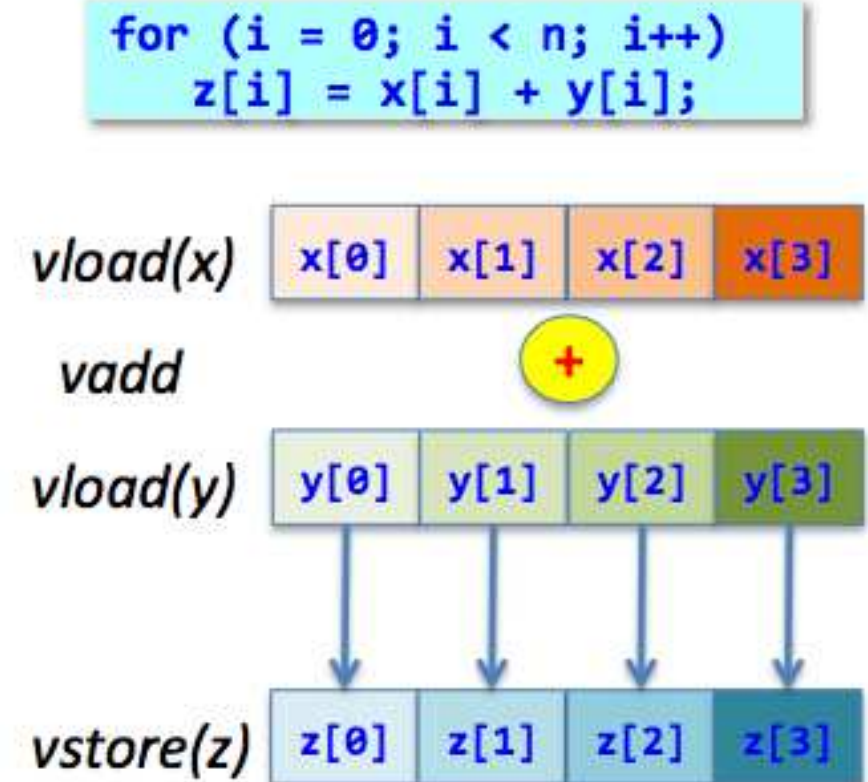 for (i = 0; i < n; i++)
z[i] = x[i] + y[i];
vload(x) x[0] x[1] x[2] x[3]
vadd +
vload(y) y[0] y[1] y[2] y[3]
vstore(z) z[0] z[1] z[2] z[3]